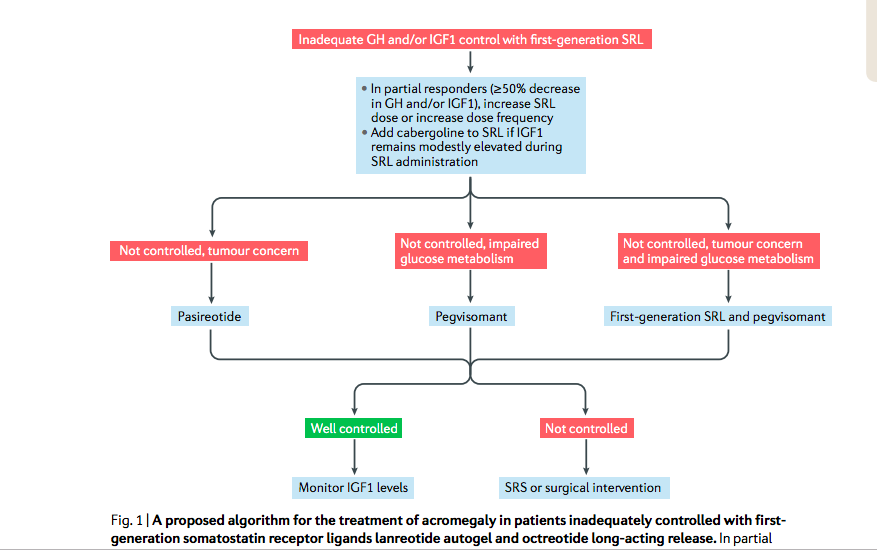 Inadequate GH and/or IGF1 control with first-generation SRL
• In partial responders (≥50% decrease
in GH and/or IGF1), increase SRL
dose or increase dose frequency
• Add cabergoline to SRL if IGF1
remains modestly elevated during
SRL administration
Not controlled, tumour concern
Not controlled, impaired
glucose metabolism
Not controlled, tumour concern
and impaired glucose metabolism
Pasireotide
Pegvisomant
First-generation SRL and pegvisomant
Well controlled
Not controlled
Monitor IGF1 levels
SRS or surgical intervention
Fig. 1 | A proposed algorithm for the treatment of acromegaly in patients inadequately controlled with first-
generation somatostatin receptor ligands lanreotide autogel and octreotide long-acting release. In partial